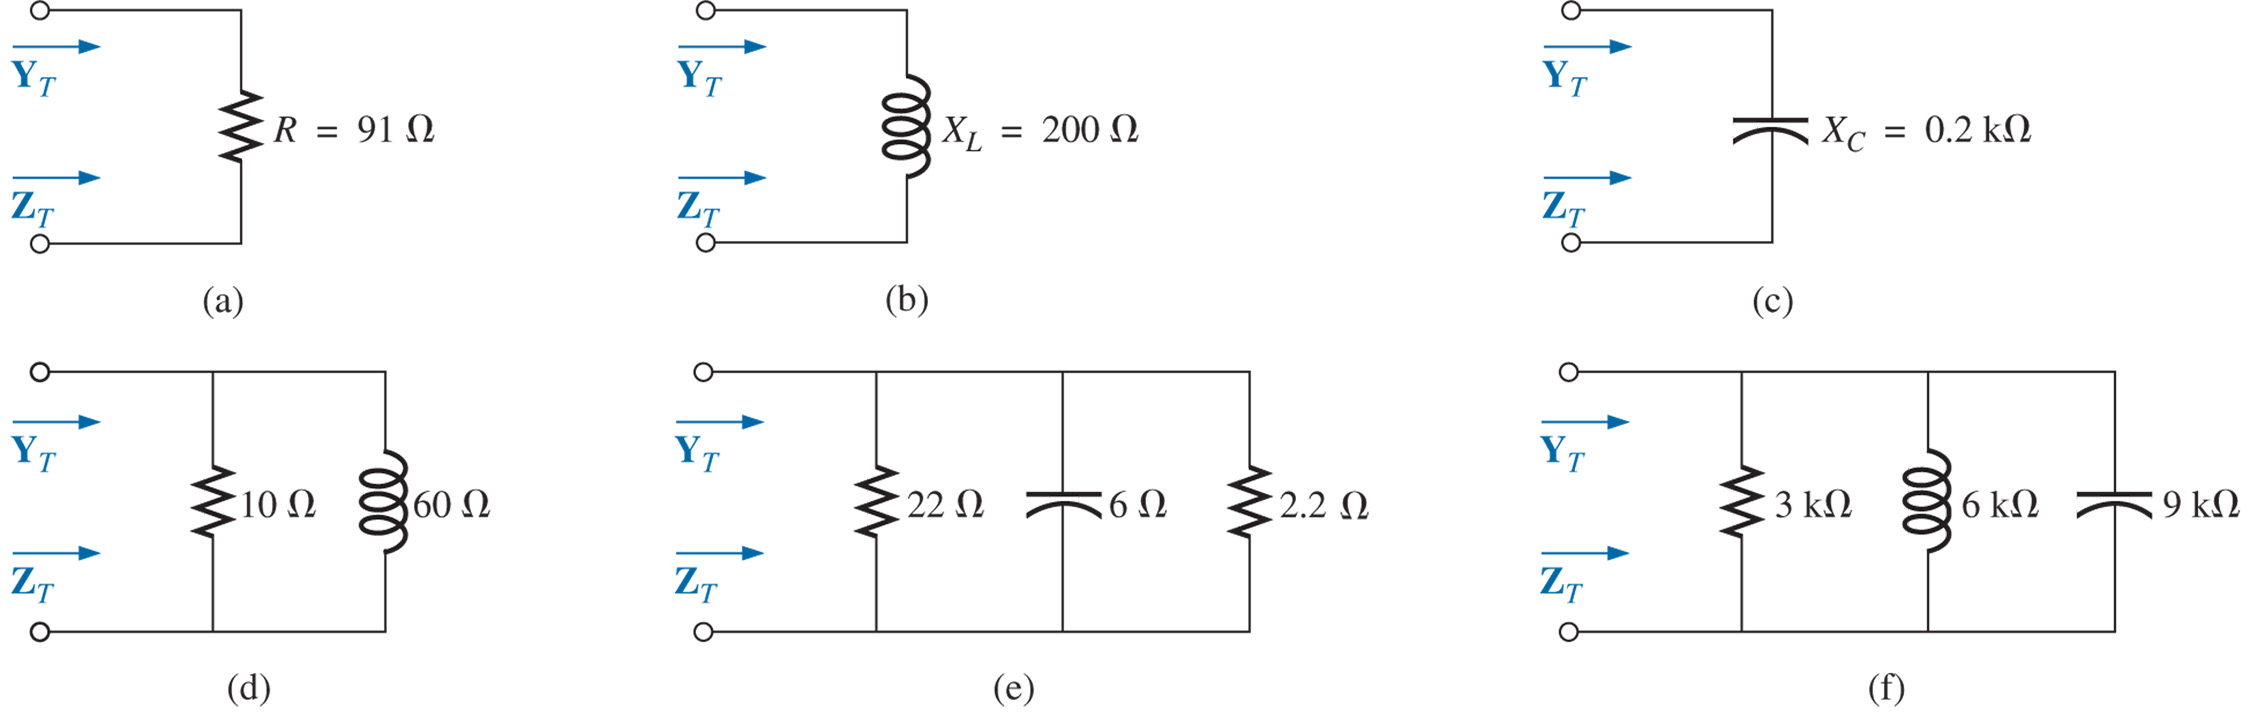 Y_T
R = 91 Ω
Z_T
(a)
Y_T
X_L = 200 Ω
Z_T
(b)
Y_T
X_C = 0.2 kΩ
Z_T
(c)
Y_T
10 Ω 60 Ω
Z_T
(d)
Y_T
22 Ω 6 Ω 2.2 Ω
Z_T
(e)
Y_T
3 kΩ 6 kΩ 9 kΩ
Z_T
(f)